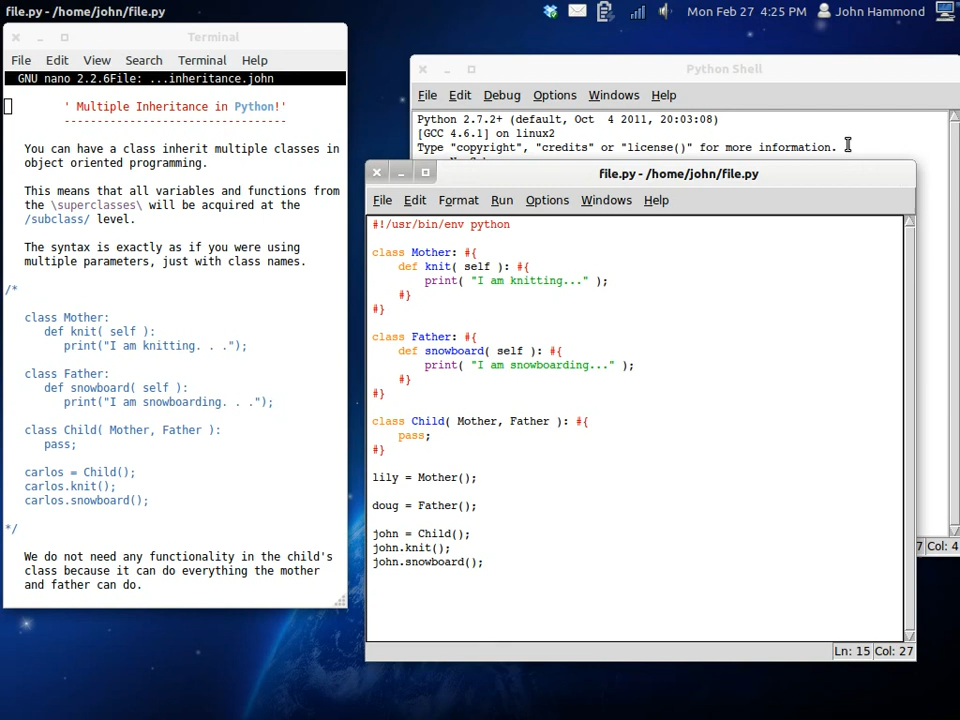 file.py - /home/john/file.py
Mon Feb 27 4:25 PM John Hammond
Terminal
File Edit View Search Terminal Help
GNU nano 2.2.6File: ...inheritance.john
' Multiple Inheritance in Python!'
----------------------------------
You can have a class inherit multiple classes in
object oriented programming.
This means that all variables and functions from
the \superclasses\ will be acquired at the
/subclass/ level.
The syntax is exactly as if you were using
multiple parameters, just with class names.
/*
class Mother:
def knit( self ):
print("I am knitting. . .");
class Father:
def snowboard( self ):
print("I am snowboarding. . .");
class Child( Mother, Father ):
pass;
carlos = Child();
carlos.knit();
carlos.snowboard();
*/
We do not need any functionality in the child's
class because it can do everything the mother
and father can do.
Python Shell
File Edit Debug Options Windows Help
Python 2.7.2+ (default, Oct  4 2011, 20:03:08)
[GCC 4.6.1] on linux2
Type "copyright", "credits" or "license()" for more information.
7 Col: 4
file.py - /home/john/file.py
File Edit Format Run Options Windows Help
#!/usr/bin/env python
class Mother: #{
def knit( self ): #{
print( "I am knitting..." );
#}
#}
class Father: #{
def snowboard( self ): #{
print( "I am snowboarding..." );
#}
#}
class Child( Mother, Father ): #{
pass;
#}
lily = Mother();
doug = Father();
john = Child();
john.knit();
john.snowboard();
Ln: 15 Col: 27